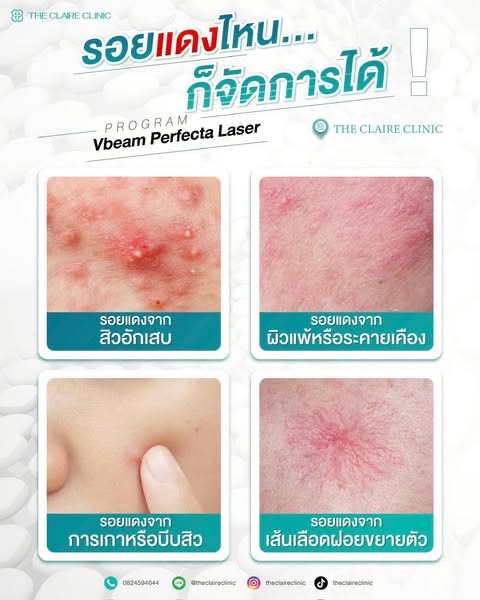 THE CLAIRE CLINIC
รอยแดงไหน...
ก็จัดการได้ !
PROGRAM
Vbeam Perfecta Laser
THE CLAIRE CLINIC
รอยแดงจาก
สิวอักเสบ
รอยแดงจาก
ผิวแพ้หรือระคายเคือง
รอยแดงจาก
การเกาหรือบีบสิว
รอยแดงจาก
เส้นเลือดฝอยขยายตัว
0824594644 @theclaireclinic theclaireclinic theclaireclinic